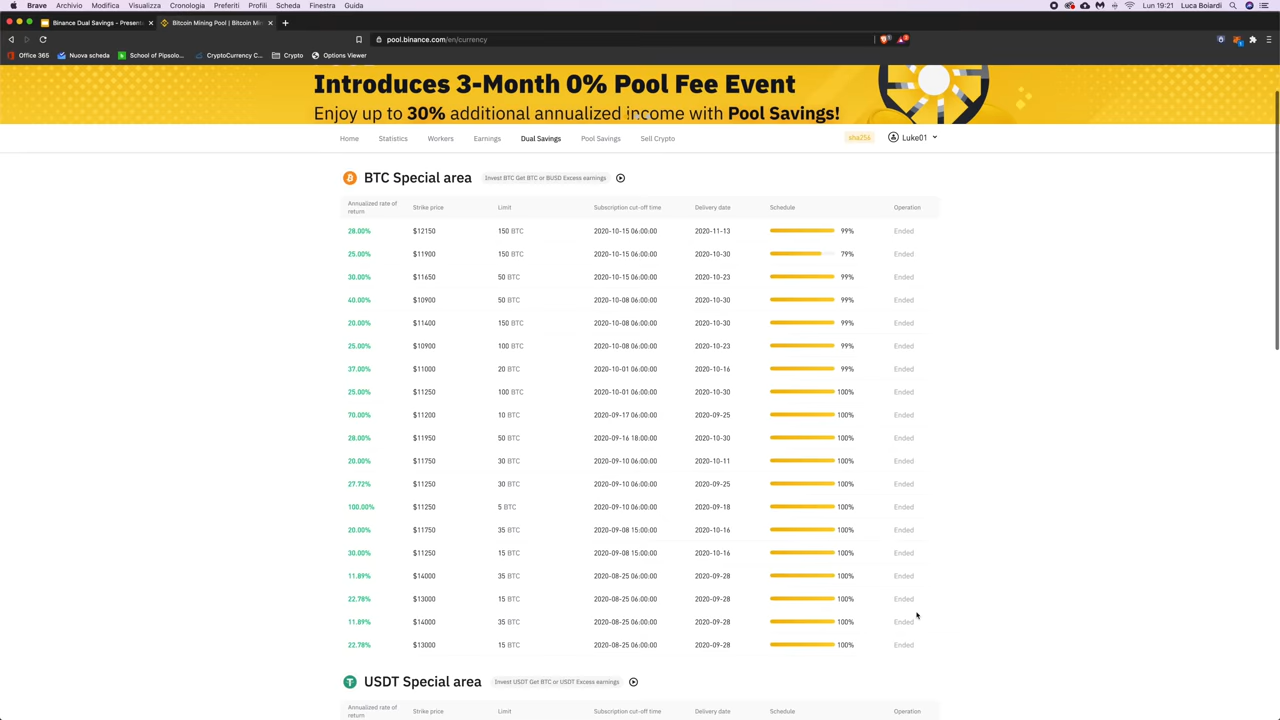 Brave Archivio Modifica Visualizza Cronologia Preferiti Profili Scheda Finestra Guida Lun 19:21 Luca Boiardi
Binance Dual Savings - Present Bitcoin Mining Pool | Bitcoin Mi
pool.binance.com/en/currency
Office 365 Nuova scheda School of Pipsolo... CryptoCurrency C... Crypto Options Viewer
Introduces 3-Month 0% Pool Fee Event
Enjoy up to 30% additional annualized income with Pool Savings!
Home Statistics Workers Earnings Dual Savings Pool Savings Sell Crypto sha256 Luke01
BTC Special area Invest BTC Get BTC or BUSD Excess earnings
Annualized rate of return Strike price Limit Subscription cut-off time Delivery date Schedule Operation
28.00% $12150 150 BTC 2020-10-15 06:00:00 2020-11-13 99% Ended
25.00% $11900 150 BTC 2020-10-15 06:00:00 2020-10-30 79% Ended
30.00% $11650 50 BTC 2020-10-15 06:00:00 2020-10-23 99% Ended
40.00% $10900 50 BTC 2020-10-08 06:00:00 2020-10-30 99% Ended
20.00% $11400 150 BTC 2020-10-08 06:00:00 2020-10-30 99% Ended
25.00% $10900 100 BTC 2020-10-08 06:00:00 2020-10-23 99% Ended
37.00% $11000 20 BTC 2020-10-01 06:00:00 2020-10-16 99% Ended
25.00% $11250 100 BTC 2020-10-01 06:00:00 2020-10-30 100% Ended
70.00% $11200 10 BTC 2020-09-17 06:00:00 2020-09-25 100% Ended
28.00% $11950 50 BTC 2020-09-16 18:00:00 2020-10-30 100% Ended
20.00% $11750 30 BTC 2020-09-10 06:00:00 2020-10-11 100% Ended
27.72% $11250 30 BTC 2020-09-10 06:00:00 2020-09-25 100% Ended
100.00% $11250 5 BTC 2020-09-10 06:00:00 2020-09-18 100% Ended
20.00% $11750 35 BTC 2020-09-08 15:00:00 2020-10-16 100% Ended
30.00% $11250 15 BTC 2020-09-08 15:00:00 2020-10-16 100% Ended
11.89% $14000 35 BTC 2020-08-25 06:00:00 2020-09-28 100% Ended
22.78% $13000 15 BTC 2020-08-25 06:00:00 2020-09-28 100% Ended
11.89% $14000 35 BTC 2020-08-25 06:00:00 2020-09-28 100% Ended
22.78% $13000 15 BTC 2020-08-25 06:00:00 2020-09-28 100% Ended
USDT Special area Invest USDT Get BTC or USDT Excess earnings
Annualized rate of return Strike price Limit Subscription cut-off time Delivery date Schedule Operation